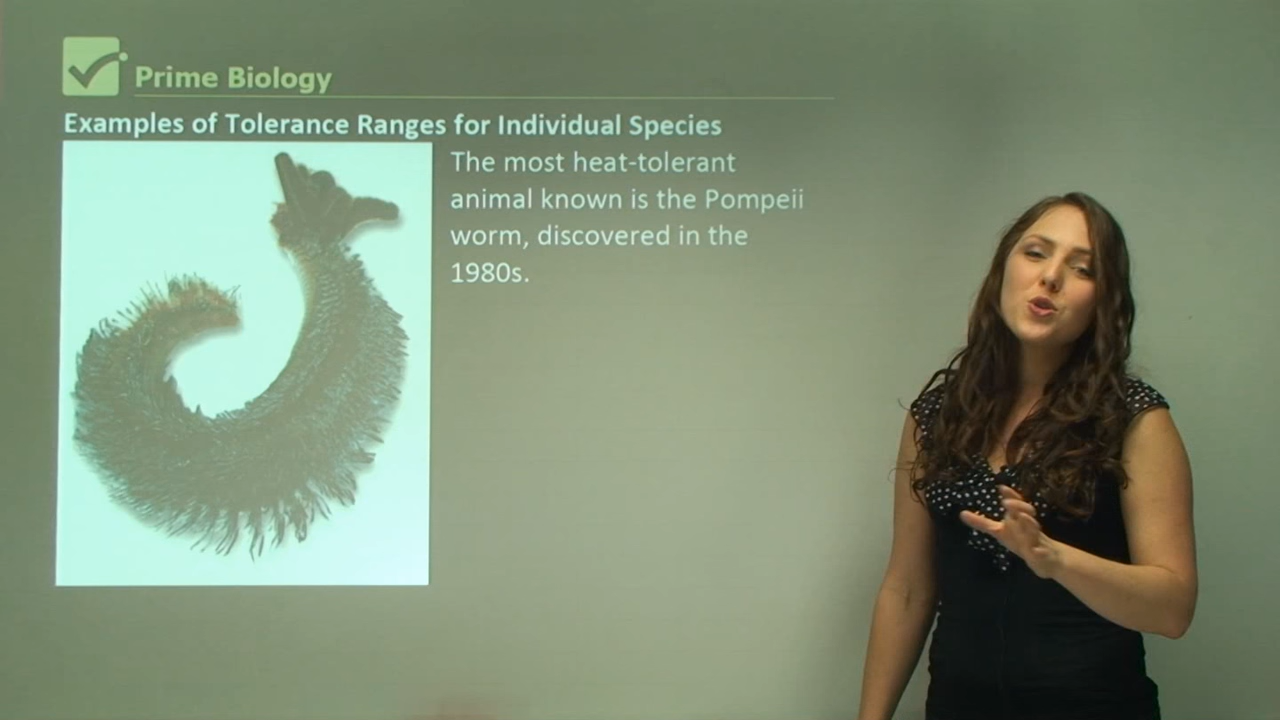 Prime Biology
Examples of Tolerance Ranges for Individual Species
The most heat-tolerant
animal known is the Pompeii
worm, discovered in the
1980s.